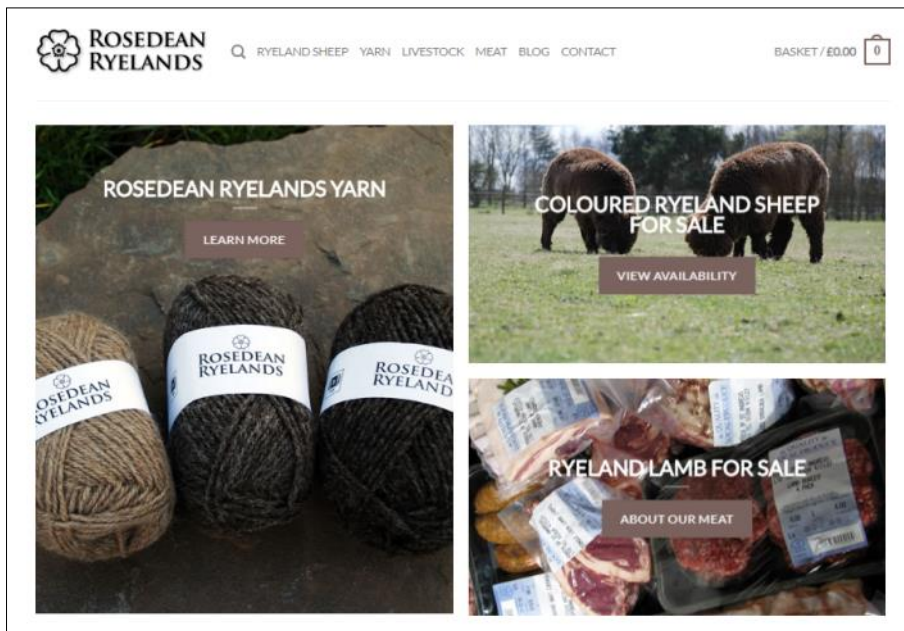 ROSEDEAN
RYELANDS
RYELAND SHEEP YARN LIVESTOCK MEAT BLOG CONTACT
BASKET / £0.00 0
ROSEDEAN RYELANDS YARN
LEARN MORE
ROSEDEAN
RYELANDS
ROSEDEAN
RYELANDS
ROSEDEA
RYELANDS
COLOURED RYELAND SHEEP
FOR SALE
VIEW AVAILABILITY
RYELAND LAMB FOR SALE
ABOUT OUR MEAT